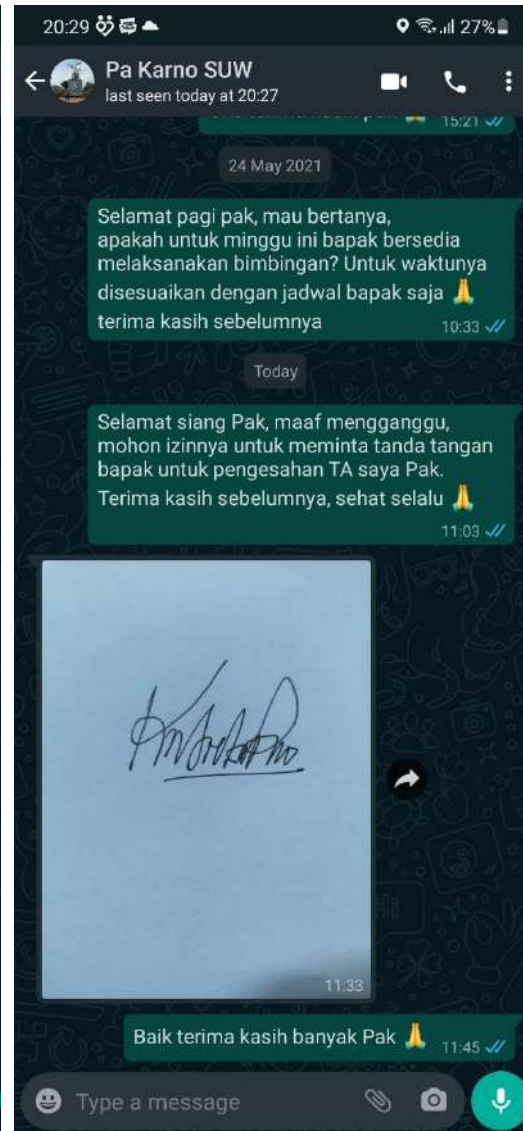 20:29
27%
Pa Karno SUW
last seen today at 20:27
15:21
24 May 2021
Selamat pagi pak, mau bertanya,
apakah untuk minggu ini bapak bersedia
melaksanakan bimbingan? Untuk waktunya
disesuaikan dengan jadwal bapak saja 🙏
terima kasih sebelumnya
10:33
Today
Selamat siang Pak, maaf mengganggu,
mohon izinnya untuk meminta tanda tangan
bapak untuk pengesahan TA saya Pak.
Terima kasih sebelumnya, sehat selalu 🙏
11:03
11:33
Baik terima kasih banyak Pak 🙏
11:45
Type a message